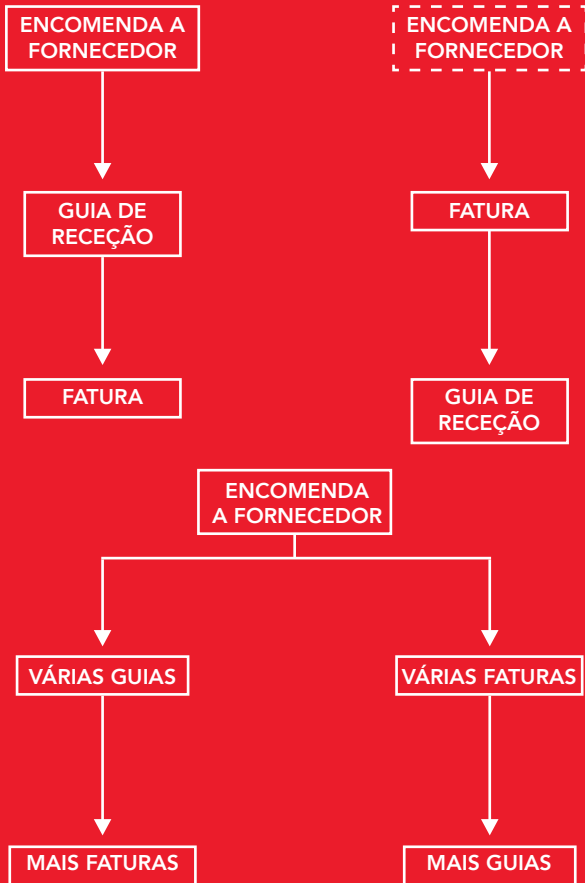 ENCOMENDA A
FORNECEDOR
ENCOMENDA A
FORNECEDOR
GUIA DE
RECEÇÃO
FATURA
FATURA
GUIA DE
RECEÇÃO
ENCOMENDA
A FORNECEDOR
VÁRIAS GUIAS
VÁRIAS FATURAS
MAIS FATURAS
MAIS GUIAS